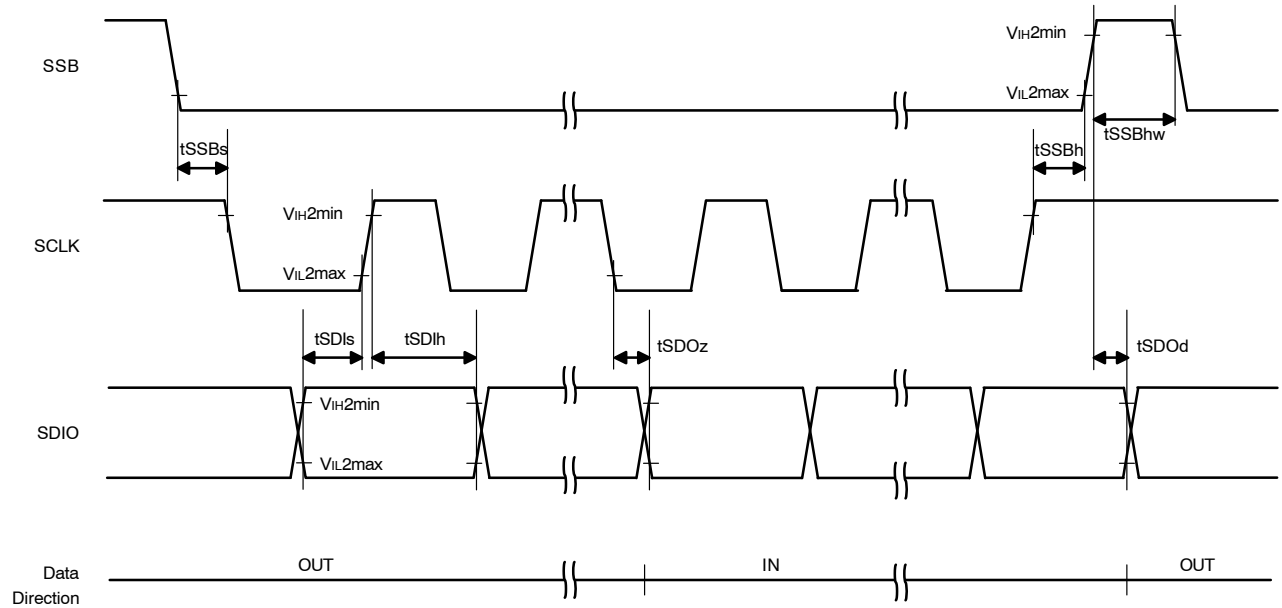 SSB
VIH2min
VIL2max
tSSBhw
tSSBs
tSSBh
SCLK
VIH2min
VIL2max
tSDIs
tSDIh
tSDOz
tSDOd
SDIO
VIH2min
VIL2max
OUT
IN
OUT
Data
Direction